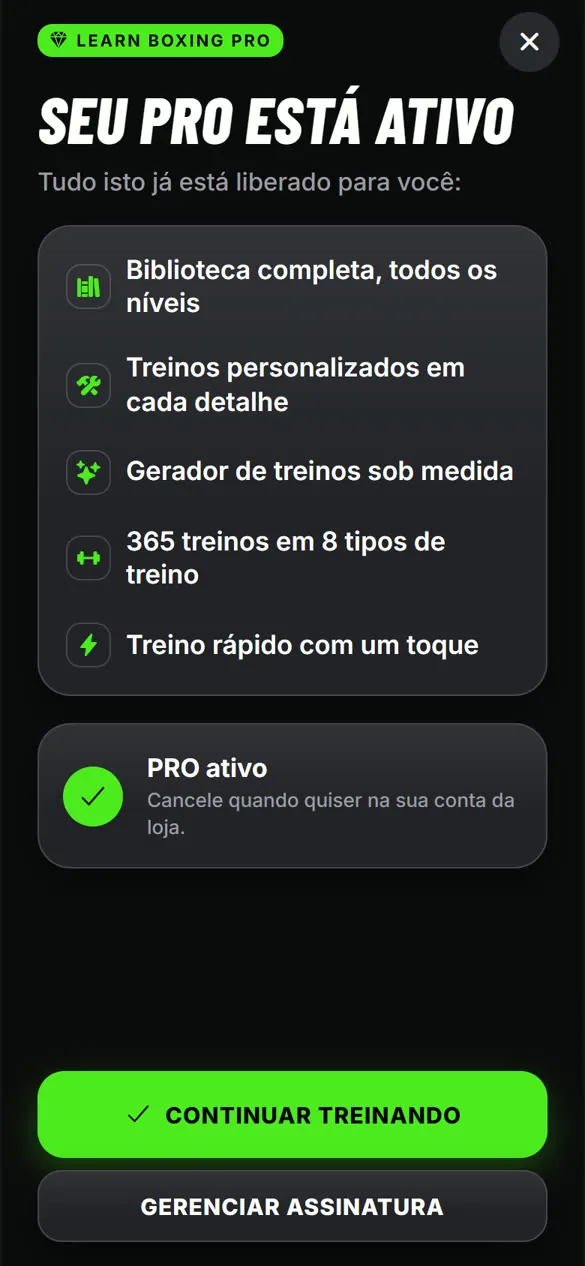 LEARN BOXING PRO
SEU PRO ESTÁ ATIVO
Tudo isto já está liberado para você:
Biblioteca completa, todos os
níveis
Treinos personalizados em
cada detalhe
Gerador de treinos sob medida
365 treinos em 8 tipos de
treino
Treino rápido com um toque
PRO ativo
Cancele quando quiser na sua conta da
loja.
CONTINUAR TREINANDO
GERENCIAR ASSINATURA